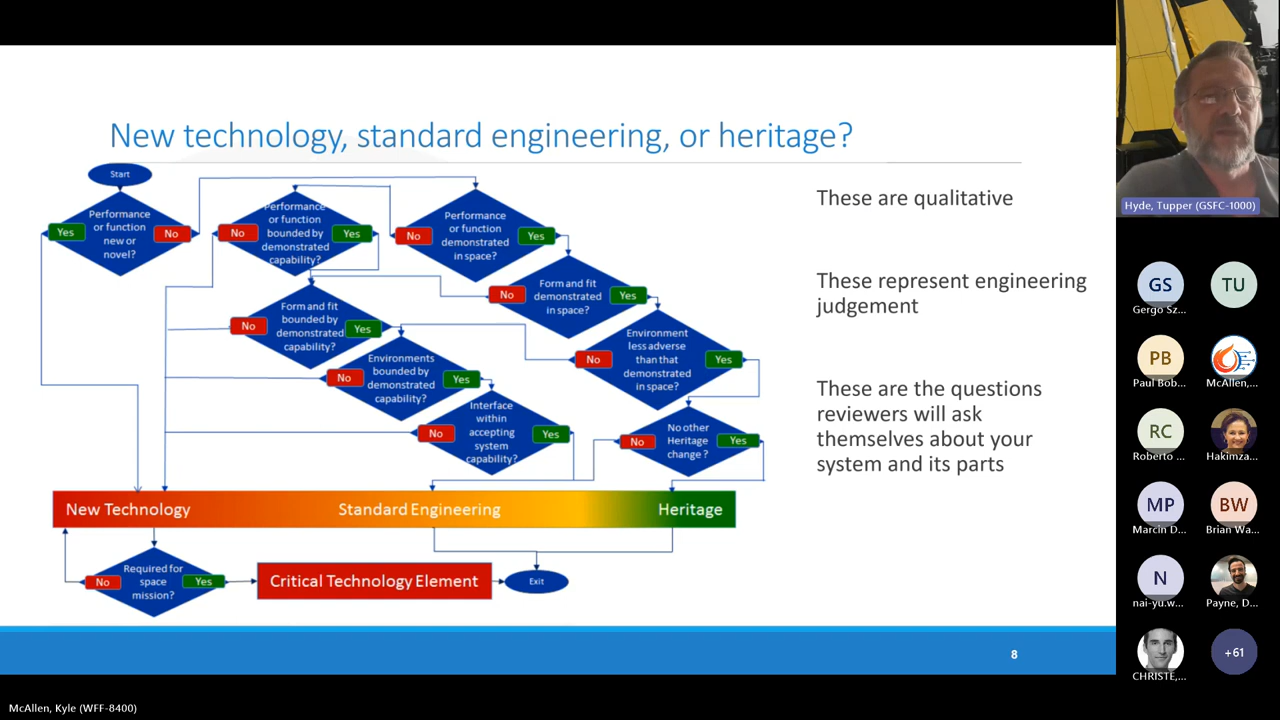 New technology, standard engineering, or heritage?
Start
Performance
or function
new or
novel?
Yes
No
Performance
or function
bounded by
demonstrated
capability?
No
Yes
Performance
or function
demonstrated
in space?
No
Yes
Form and fit
demonstrated
in space?
No
Yes
Form and fit
bounded by
demonstrated
capability?
No
Yes
Environment
less adverse
than that
demonstrated
in space?
No
Yes
Environments
bounded by
demonstrated
capability?
No
Yes
Interface
within
accepting
system
capability?
No
Yes
No other
Heritage
change ?
No
Yes
New Technology
Standard Engineering
Heritage
Required for
space
mission?
No
Yes
Critical Technology Element
Exit
These are qualitative
These represent engineering
judgement
These are the questions
reviewers will ask
themselves about your
system and its parts
8
Hyde, Tupper (GSFC-1000)
GS
Gergo Sz...
TU
PB
Paul Bob...
McAllen,...
RC
Roberto ...
Hakimza...
MP
Marcin D...
BW
Brian Wa...
N
nai-yu.w...
Payne, D...
CHRISTE,...
+61
McAllen, Kyle (WFF-8400)